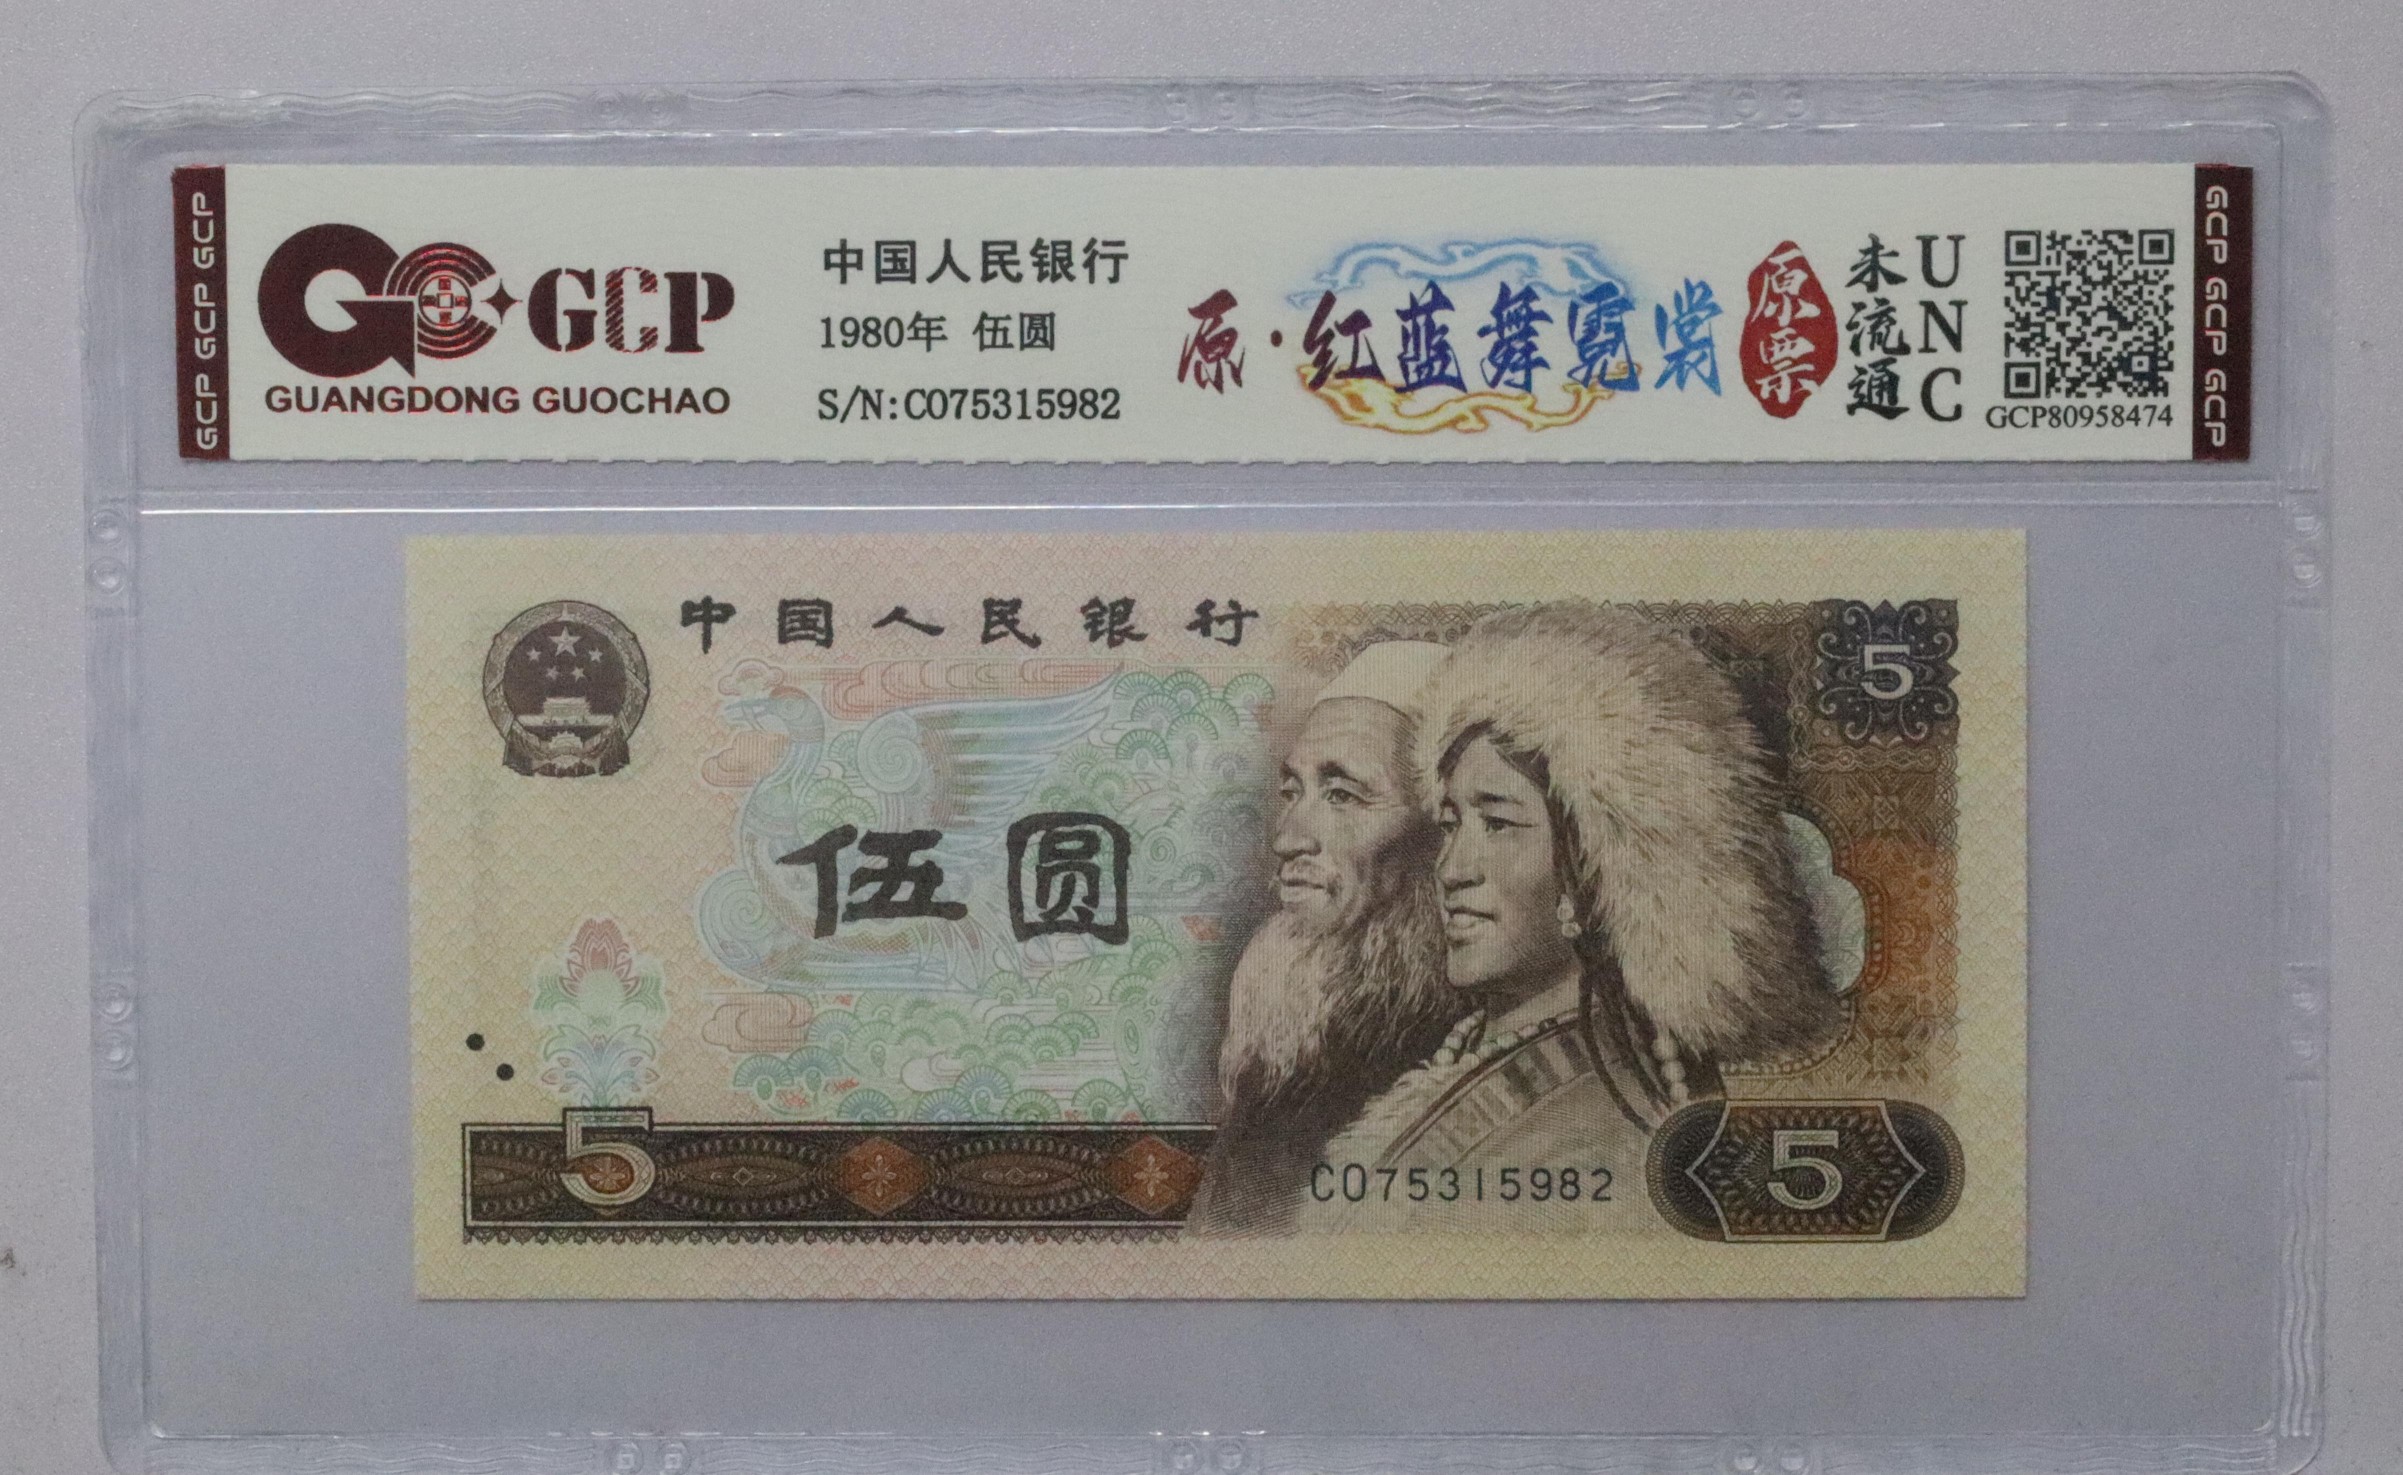 GCP GCP GCP
GCP
GUANGDONG GUOCHAO
中国人民银行
1980年 伍圆
S/N:C075315982
原·红蓝舞霓裳
原票
未流通
UNC
GCP80958474
GCP GCP GCP
中国人民银行
5
伍圆
5
CO75315982
5